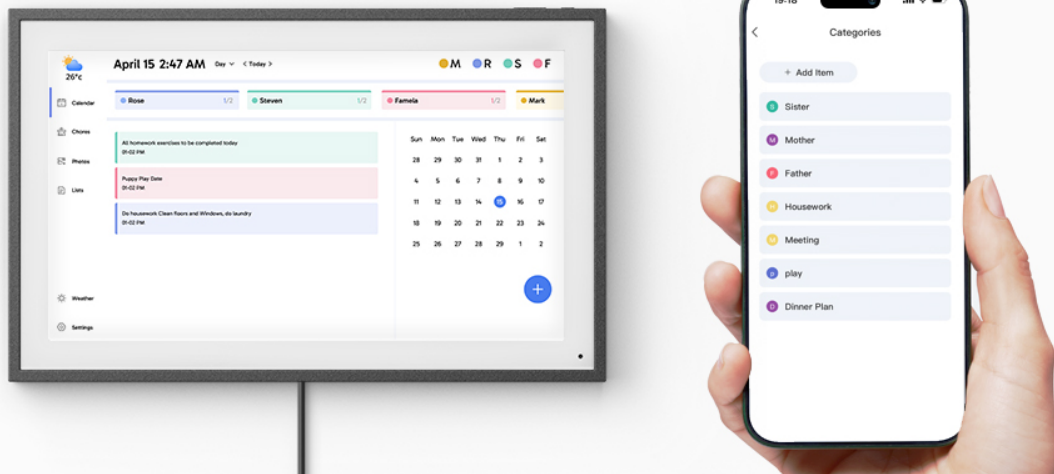 April 15 2:47 AM
Day
< Today >
M
R
S
F
26°c
Calendar
Chores
Photos
Lists
Weather
Settings
Rose
1/2
Steven
1/2
Famela
1/2
Mark
All homework exercises to be completed today
01-02 PM
Puppy Play Date
01-02 PM
Do housework Clean floors and Windows, do laundry
01-02 PM
Sun Mon Tue Wed Thu Fri Sat
28 29 30 31 1 2 3
4 5 6 7 8 9 10
11 12 13 14 15 16 17
18 19 20 21 22 23 24
25 26 27 28 29 1 2
+
19:18
Categories
+ Add Item
S Sister
M Mother
F Father
H Housework
M Meeting
p play
D Dinner Plan